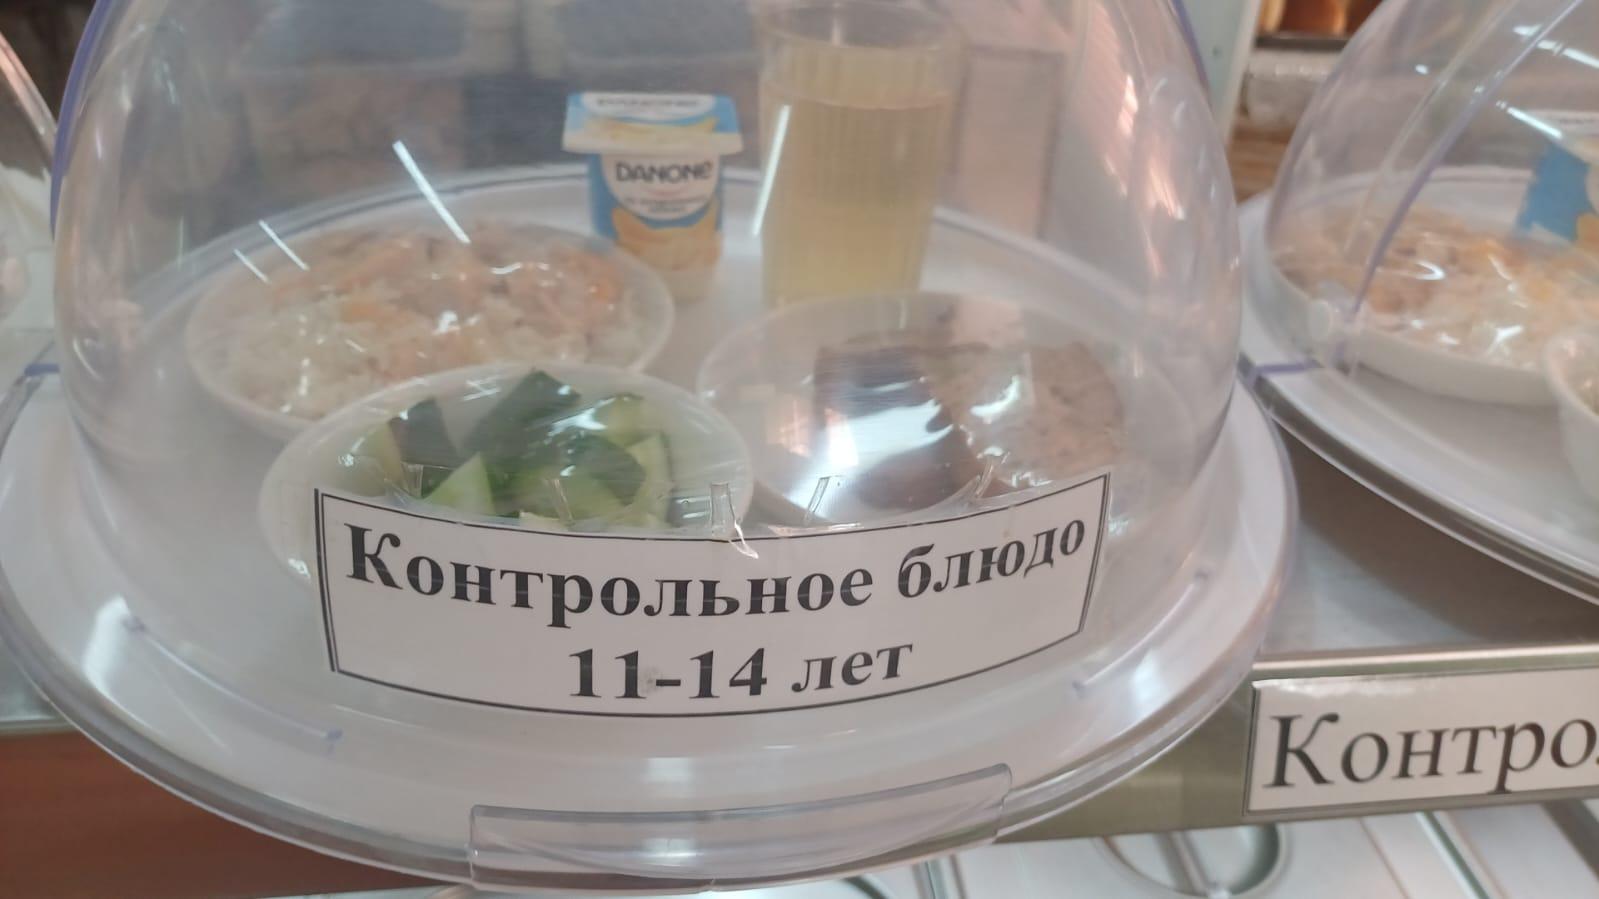 DANONE
Контрольное блюдо
11-14 лет
Контро